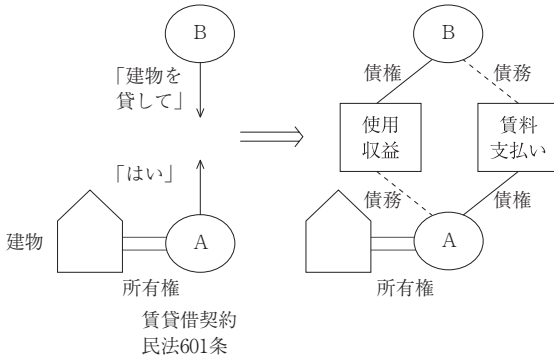 B
「建物を
貸して」
「はい」
建物
A
所有権
賃貸借契約
民法601条
B
債権
債務
使用
収益
賃料
支払い
債務
債権
A
所有権